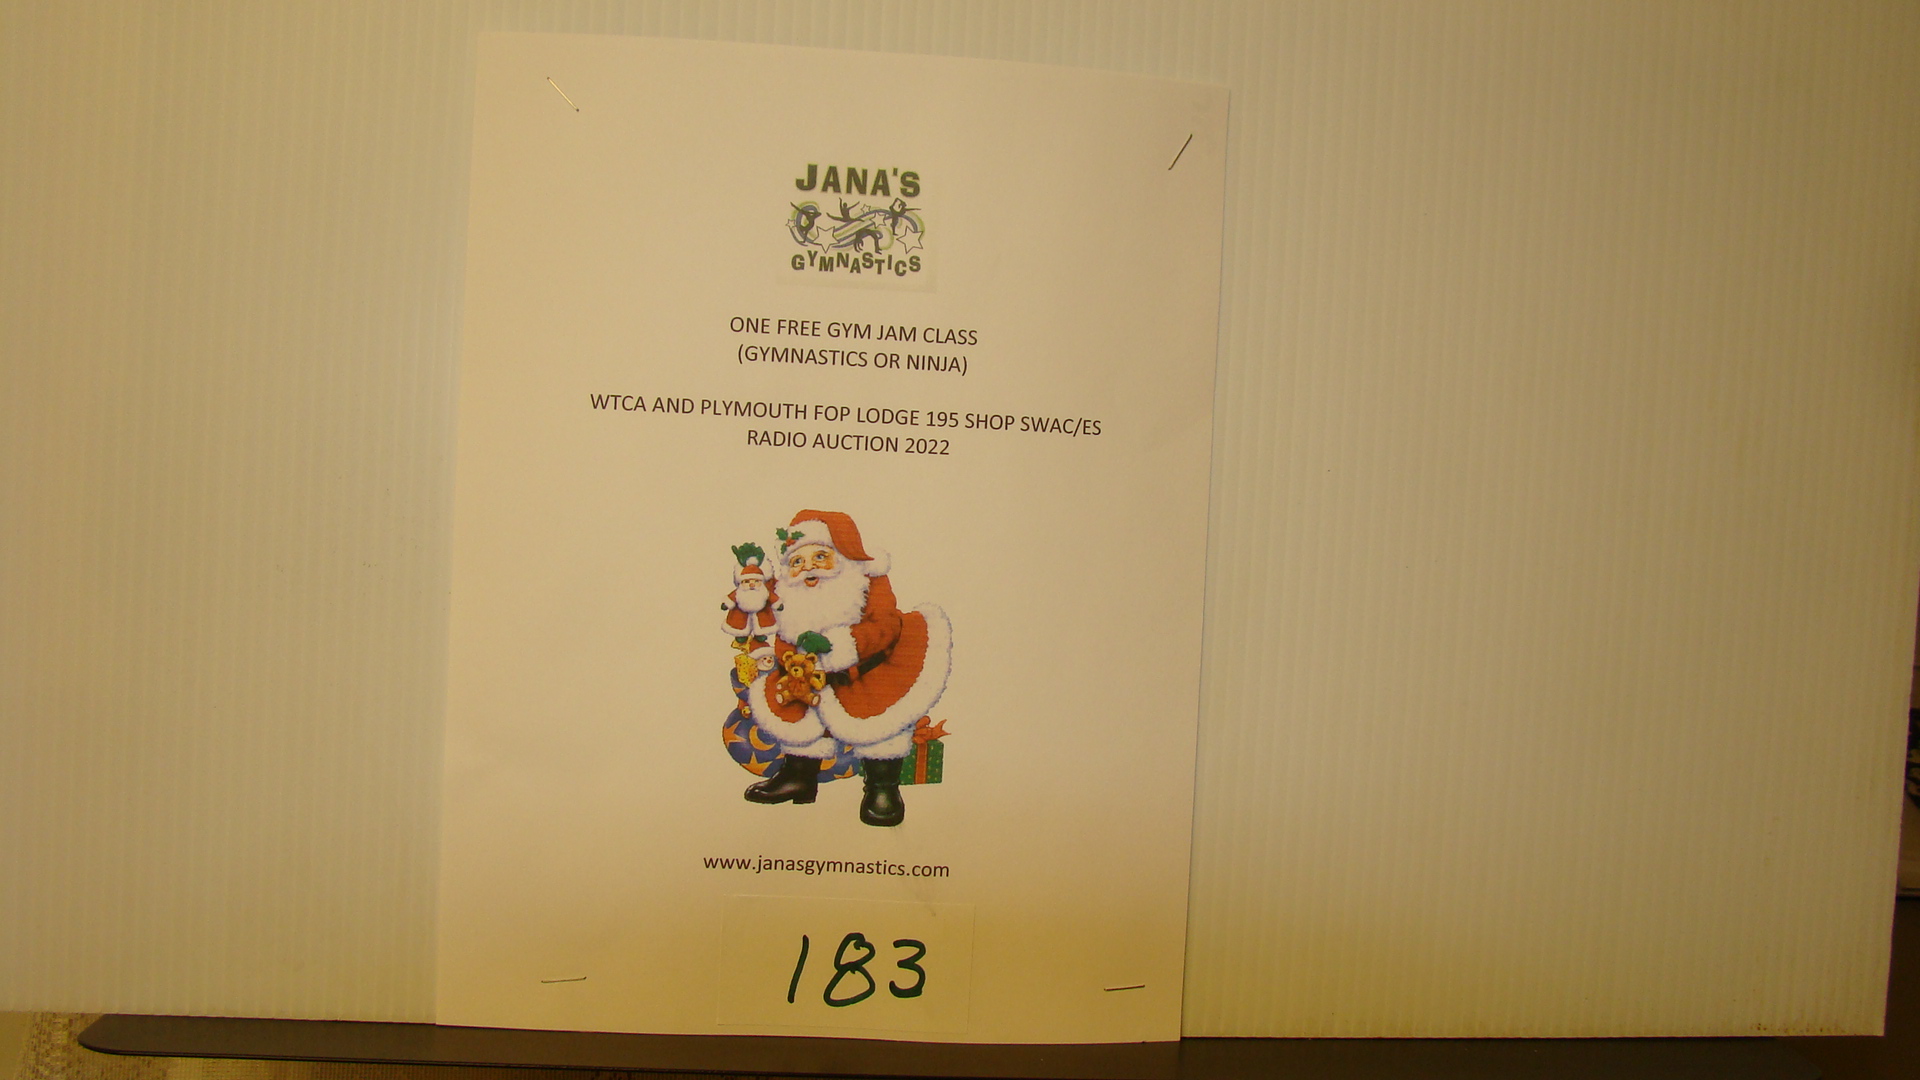 JANA'S
GYMNASTICS
ONE FREE GYM JAM CLASS
(GYMNASTICS OR NINJA)
WTCA AND PLYMOUTH FOP LODGE 195 SHOP SWAC/ES
RADIO AUCTION 2022
www.janasgymnastics.com
183